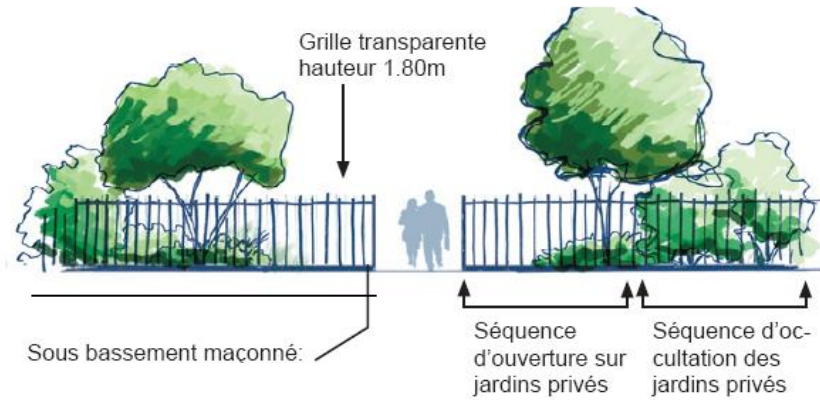 Grille transparente
hauteur 1.80m
Sous bassement maçonné:
Séquence
d'ouverture sur
jardins privés
Séquence d'oc-
cultation des
jardins privés